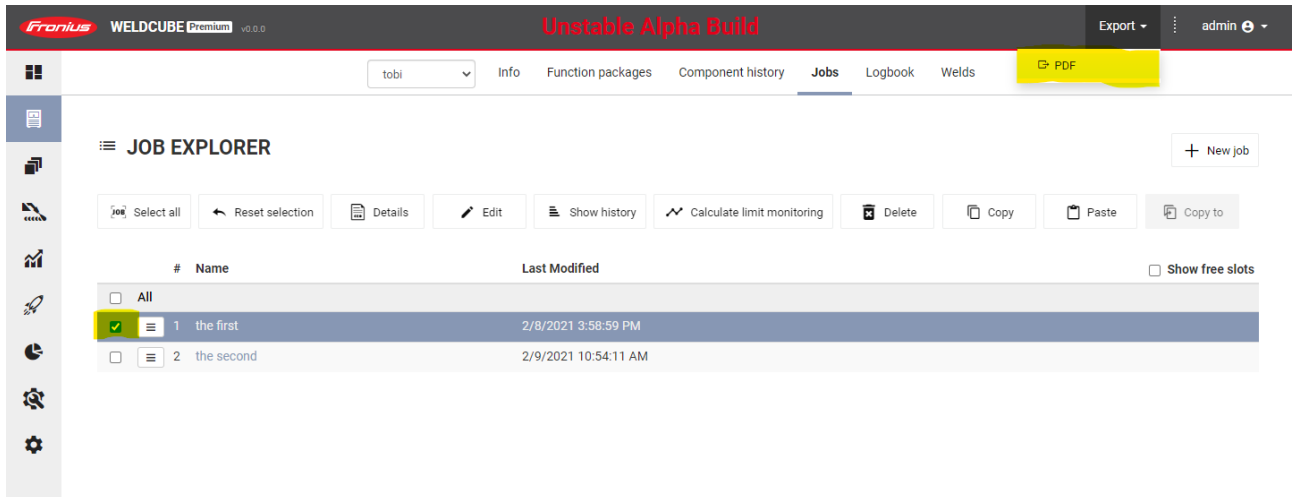 Fronius WELDCUBE Premium v0.0.0 Unstable Alpha Build Export admin
tobi Info Function packages Component history Jobs Logbook Welds PDF
JOB EXPLORER New job
JOB Select all Reset selection Details Edit Show history Calculate limit monitoring Delete Copy Paste Copy to
# Name Last Modified Show free slots
All
1 the first 2/8/2021 3:58:59 PM
2 the second 2/9/2021 10:54:11 AM